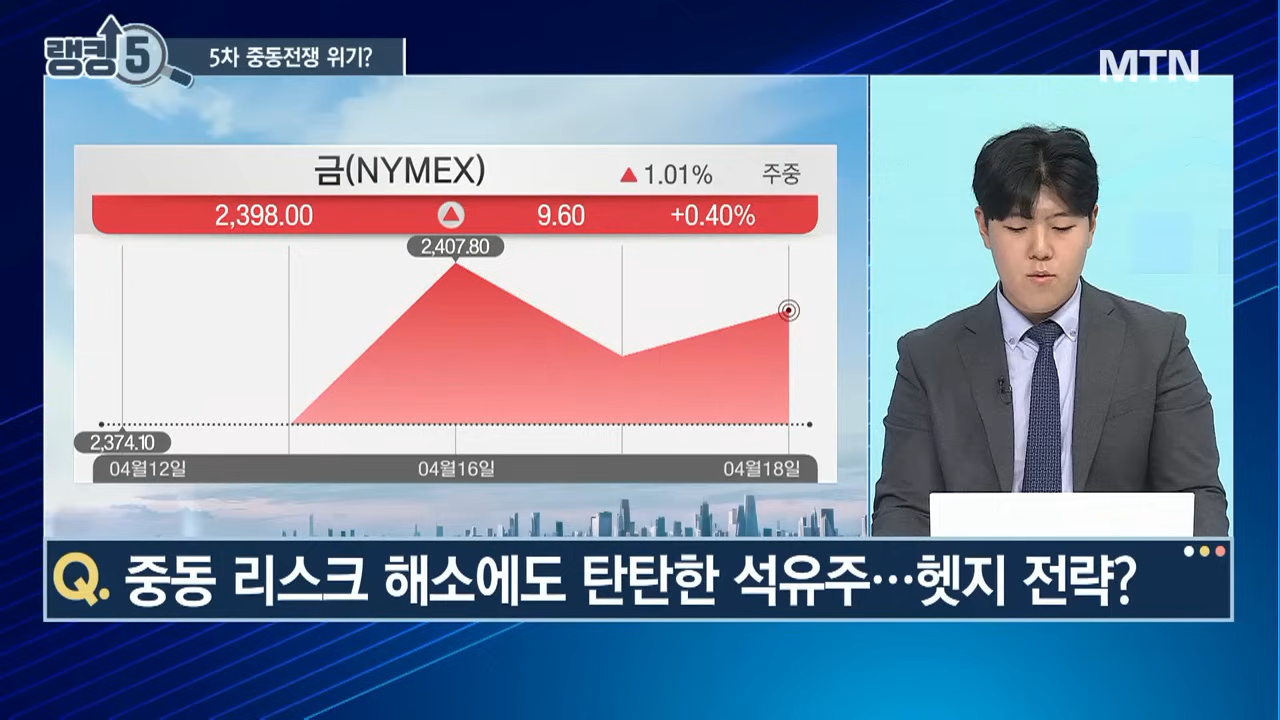 랭킹5
5차 중동전쟁 위기?
MTN
금(NYMEX)
▲1.01%
주중
2,398.00
9.60
+0.40%
2,407.80
2,374.10
04월12일
04월16일
04월18일
Q. 중동 리스크 해소에도 탄탄한 석유주…헷지 전략?